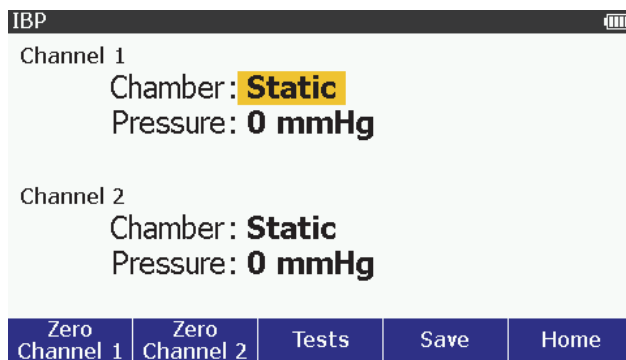 IBP
Channel 1
Chamber: Static
Pressure: 0 mmHg
Channel 2
Chamber: Static
Pressure: 0 mmHg
Zero Channel 1
Zero Channel 2
Tests
Save
Home